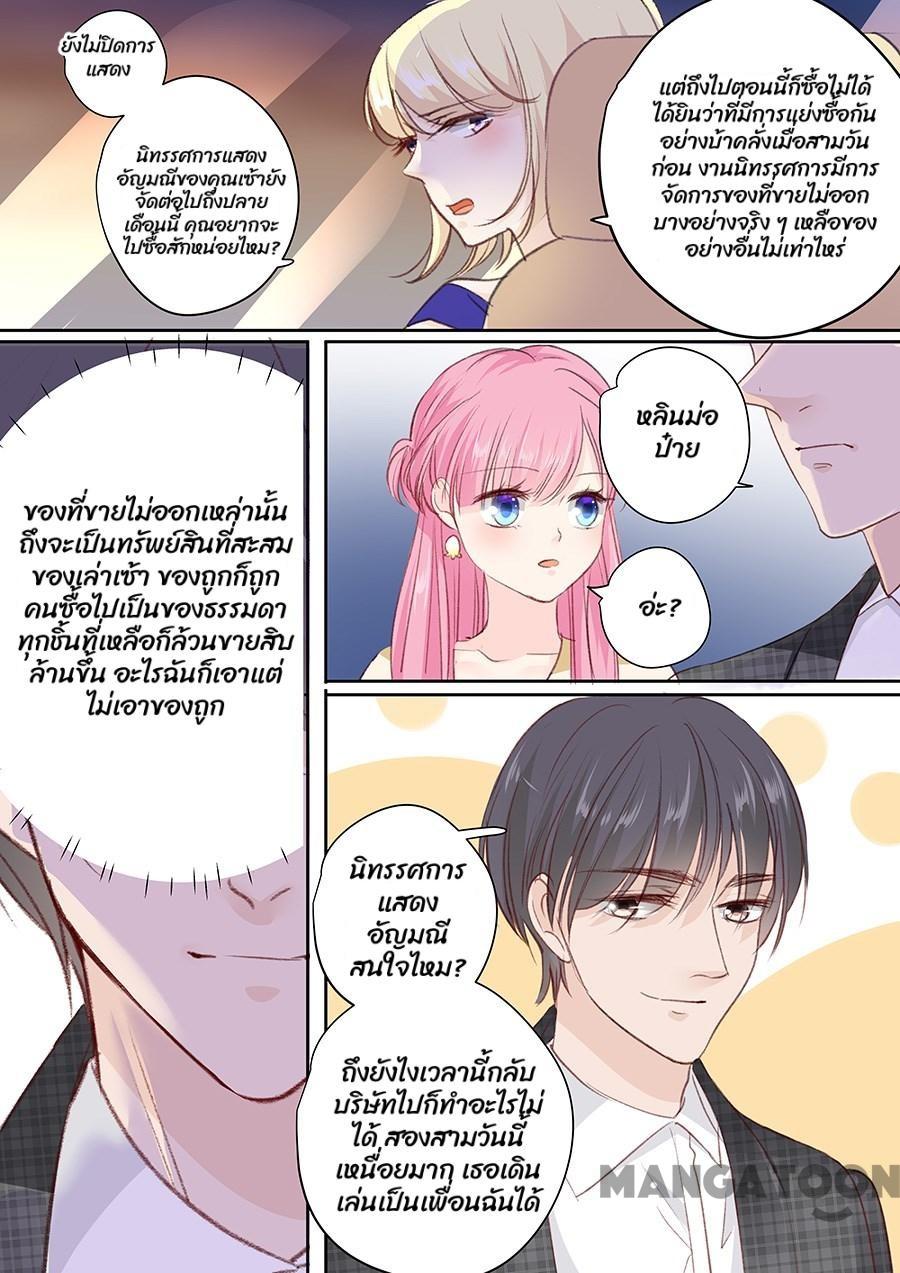 ยังไม่ปิดการ
แสดง
นิทรรศการแสดง
อัญมณีของคุณเซ้ายัง
จัดต่อไปถึงปลาย
เดือนนี้ คุณอยากจะ
ไปซื้อสักหน่อยไหม?
แต่ถึงไปตอนนี้ก็ซื้อไม่ได้
ได้ยินว่าที่มีการแย่งซื้อกัน
อย่างบ้าคลั่งเมื่อสามวัน
ก่อน งานนิทรรศการมีการ
จัดการของที่ขายไม่ออก
บางอย่างจริง ๆ เหลือของ
อย่างอื่นไม่เท่าไหร่
ของที่ขายไม่ออกเหล่านั้น
ถึงจะเป็นทรัพย์สินที่สะสม
ของเล่าเซ้า ของถูกก็ถูก
คนซื้อไปเป็นของธรรมดา
ทุกชิ้นที่เหลือก็ล้วนขายสิบ
ล้านขึ้น อะไรฉันก็เอาแต่
ไม่เอาของถูก
หลินม่อ
ป๋าย
อ่ะ?
นิทรรศการ
แสดง
อัญมณี
สนใจไหม?
ถึงยังไงเวลานี้กลับ
บริษัทไปก็ทำอะไรไม่
ได้ สองสามวันนี้
เหนื่อยมาก เธอเดิน
เล่นเป็นเพื่อนฉันได้
MANGATOON